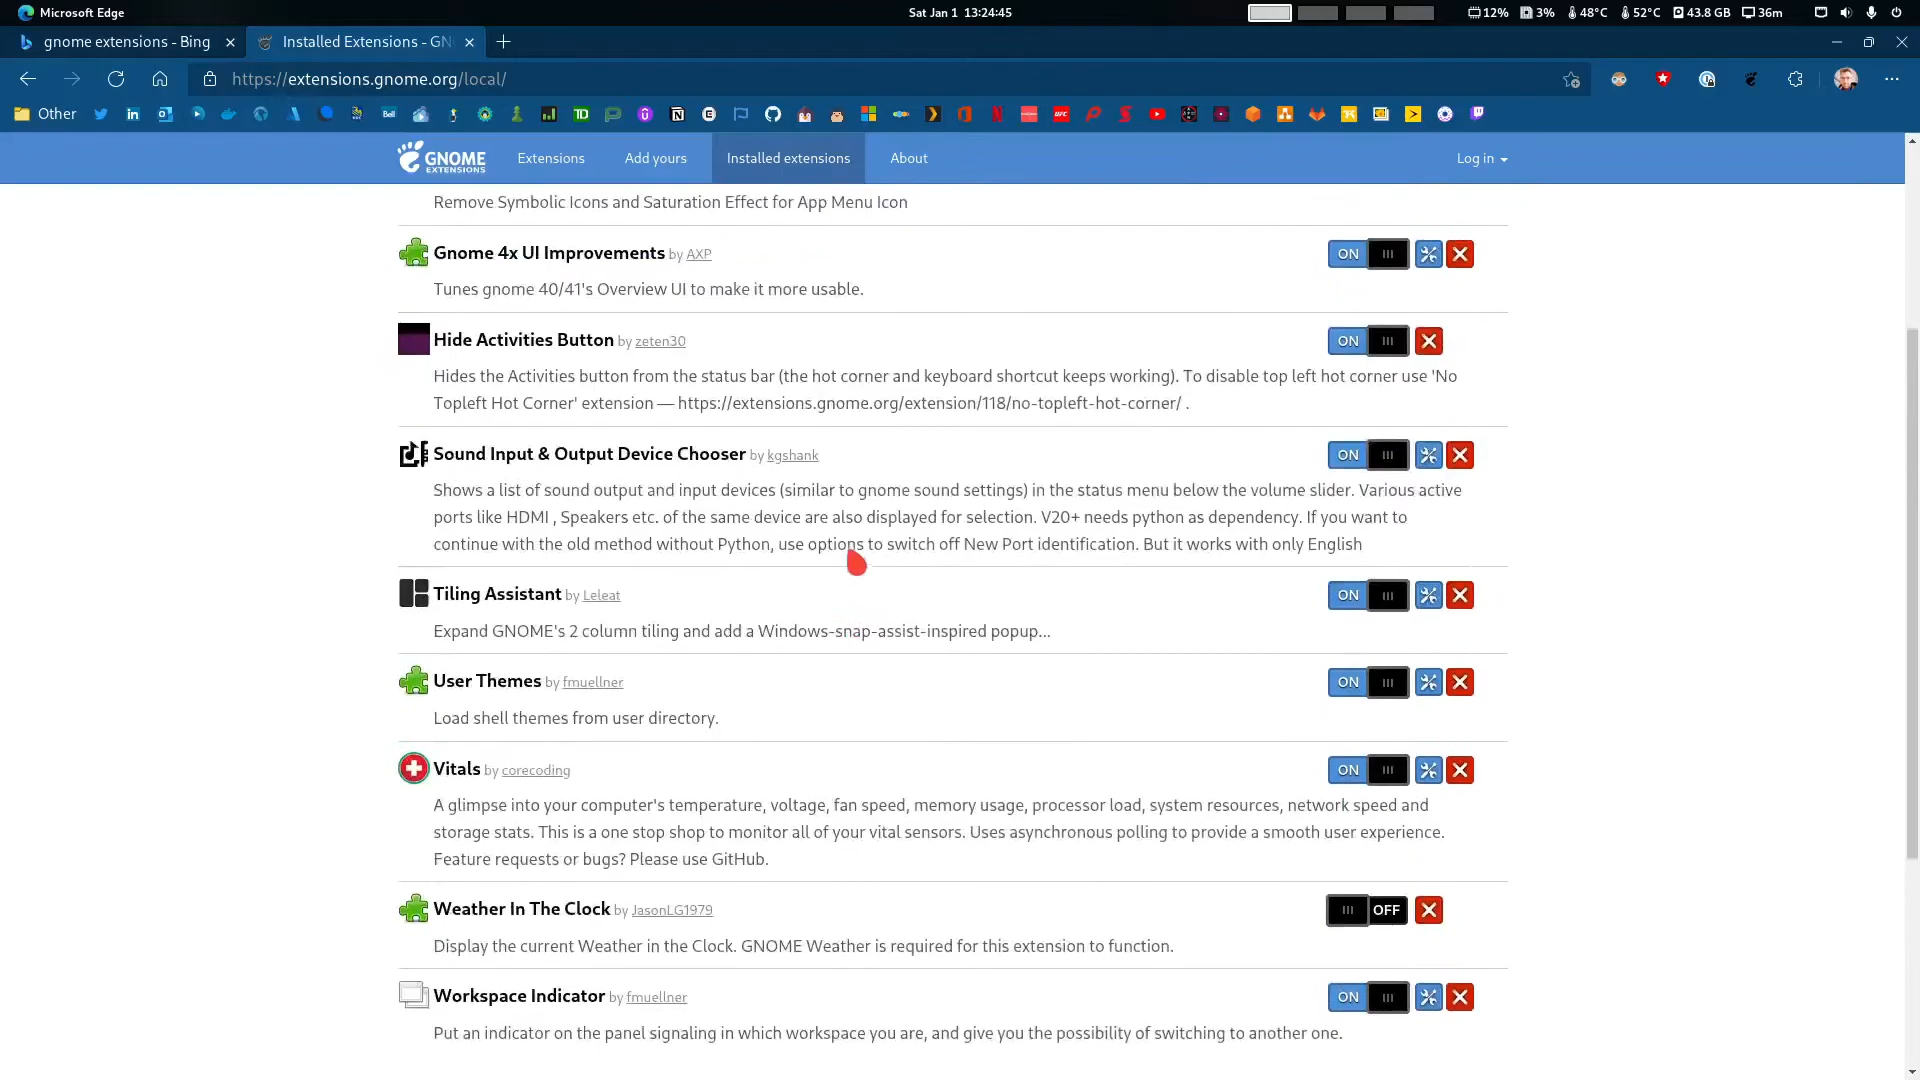 Microsoft Edge
Sat Jan 1 13:24:45
12% 3% 48°C 52°C 43.8 GB 36m
gnome extensions - Bing
Installed Extensions - GN
https://extensions.gnome.org/local/
Other
GNOME EXTENSIONS
Extensions
Add yours
Installed extensions
About
Log in
Remove Symbolic Icons and Saturation Effect for App Menu Icon
Gnome 4x UI Improvements by AXP
ON
Tunes gnome 40/41's Overview UI to make it more usable.
Hide Activities Button by zeten30
ON
Hides the Activities button from the status bar (the hot corner and keyboard shortcut keeps working). To disable top left hot corner use 'No
Topleft Hot Corner' extension — https://extensions.gnome.org/extension/118/no-topleft-hot-corner/ .
Sound Input & Output Device Chooser by kgshank
ON
Shows a list of sound output and input devices (similar to gnome sound settings) in the status menu below the volume slider. Various active
ports like HDMI , Speakers etc. of the same device are also displayed for selection. V20+ needs python as dependency. If you want to
continue with the old method without Python, use options to switch off New Port identification. But it works with only English
Tiling Assistant by Leleat
ON
Expand GNOME's 2 column tiling and add a Windows-snap-assist-inspired popup...
User Themes by fmuellner
ON
Load shell themes from user directory.
Vitals by corecoding
ON
A glimpse into your computer's temperature, voltage, fan speed, memory usage, processor load, system resources, network speed and
storage stats. This is a one stop shop to monitor all of your vital sensors. Uses asynchronous polling to provide a smooth user experience.
Feature requests or bugs? Please use GitHub.
Weather In The Clock by JasonLG1979
OFF
Display the current Weather in the Clock. GNOME Weather is required for this extension to function.
Workspace Indicator by fmuellner
ON
Put an indicator on the panel signaling in which workspace you are, and give you the possibility of switching to another one.